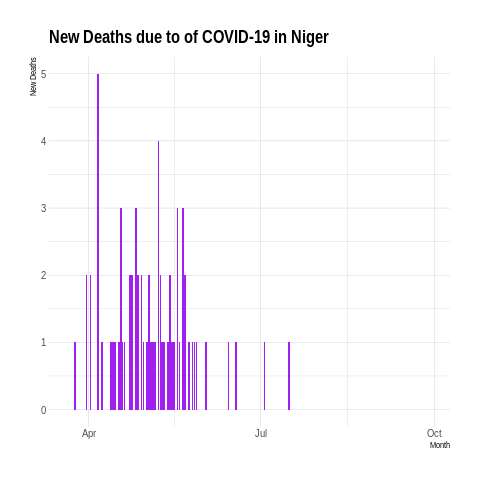 New Deaths due to of COVID-19 in Niger
New Deaths
5
4
3
2
1
0
Apr
Jul
Oct
Month